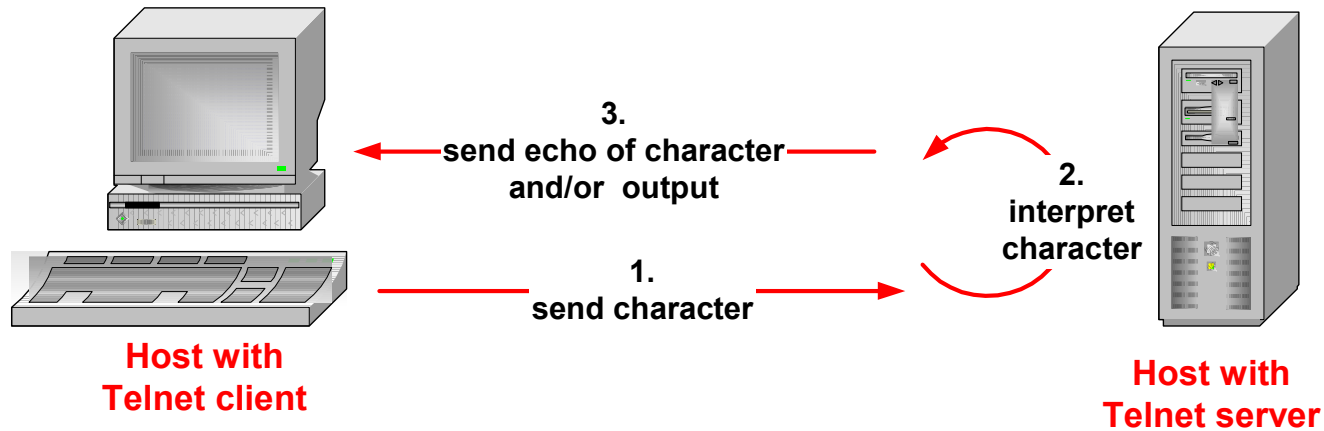 3.
send echo of character
and/or output
2.
interpret
character
1.
send character
Host with
Telnet client
Host with
Telnet server